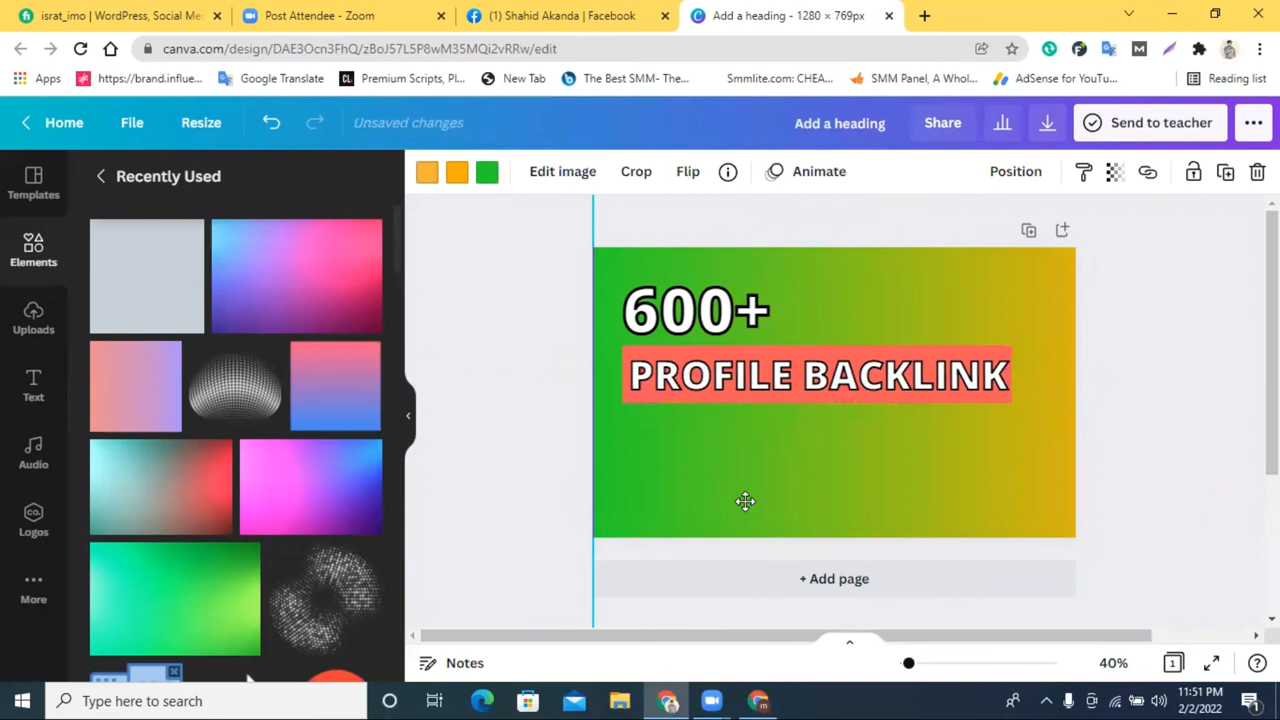 israt_imo | WordPress, Social Me
Post Attendee - Zoom
(1) Shahid Akanda | Facebook
Add a heading - 1280 × 769px
canva.com/design/DAE3Ocn3FhQ/zBoJ57L5P8wM35MQi2vRRw/edit
Apps
https://brand.influe...
Google Translate
Premium Scripts, Pl...
New Tab
The Best SMM- The...
Smmlite.com: CHEA...
SMM Panel, A Whol...
AdSense for YouTu...
Reading list
Home
File
Resize
Unsaved changes
Add a heading
Share
Send to teacher
Templates
Elements
Uploads
Text
Audio
Logos
More
Recently Used
Edit image
Crop
Flip
Animate
Position
600+
PROFILE BACKLINK
+ Add page
Notes
40%
1
Type here to search
11:51 PM
2/2/2022
1